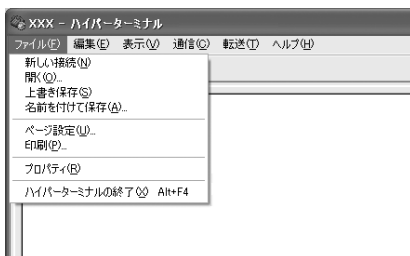 XXX - ハイパーターミナル
ファイル(F) 編集(E) 表示(V) 通信(C) 転送(T) ヘルプ(H)
新しい接続(N)
開く(O)...
上書き保存(S)
名前を付けて保存(A)...
ページ設定(U)...
印刷(P)...
プロパティ(R)
ハイパーターミナルの終了(X) Alt+F4